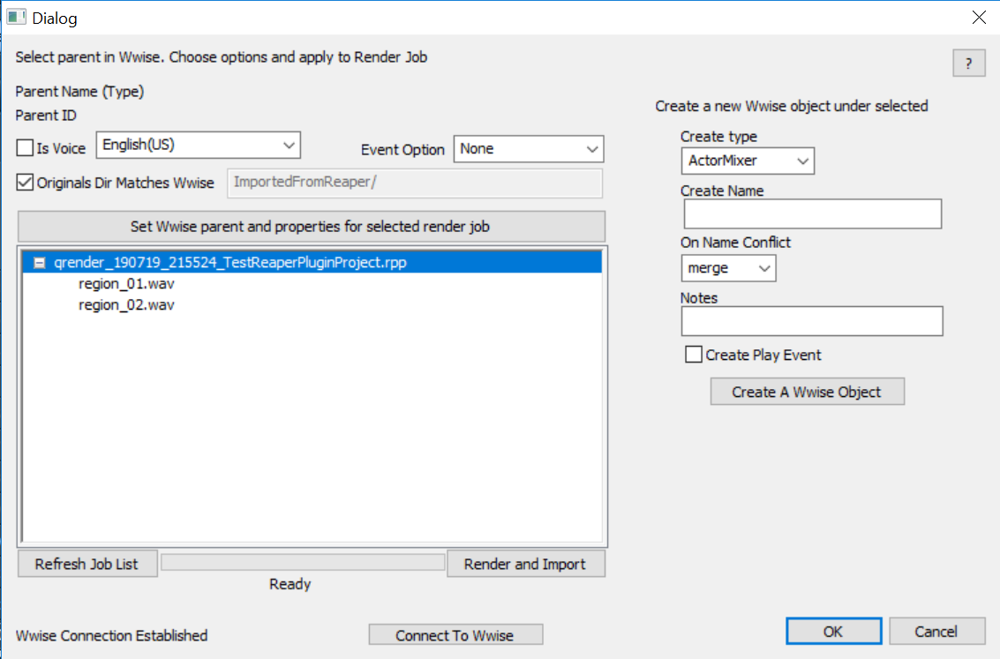 Dialog
Select parent in Wwise. Choose options and apply to Render Job
?
Parent Name (Type)
Parent ID
Is Voice
English(US)
Event Option
None
Originals Dir Matches Wwise
ImportedFromReaper/
Set Wwise parent and properties for selected render job
qrender_190719_215524_TestReaperPluginProject.rpp
region_01.wav
region_02.wav
Refresh Job List
Render and Import
Ready
Create a new Wwise object under selected
Create type
ActorMixer
Create Name
On Name Conflict
merge
Notes
Create Play Event
Create A Wwise Object
Wwise Connection Established
Connect To Wwise
OK
Cancel